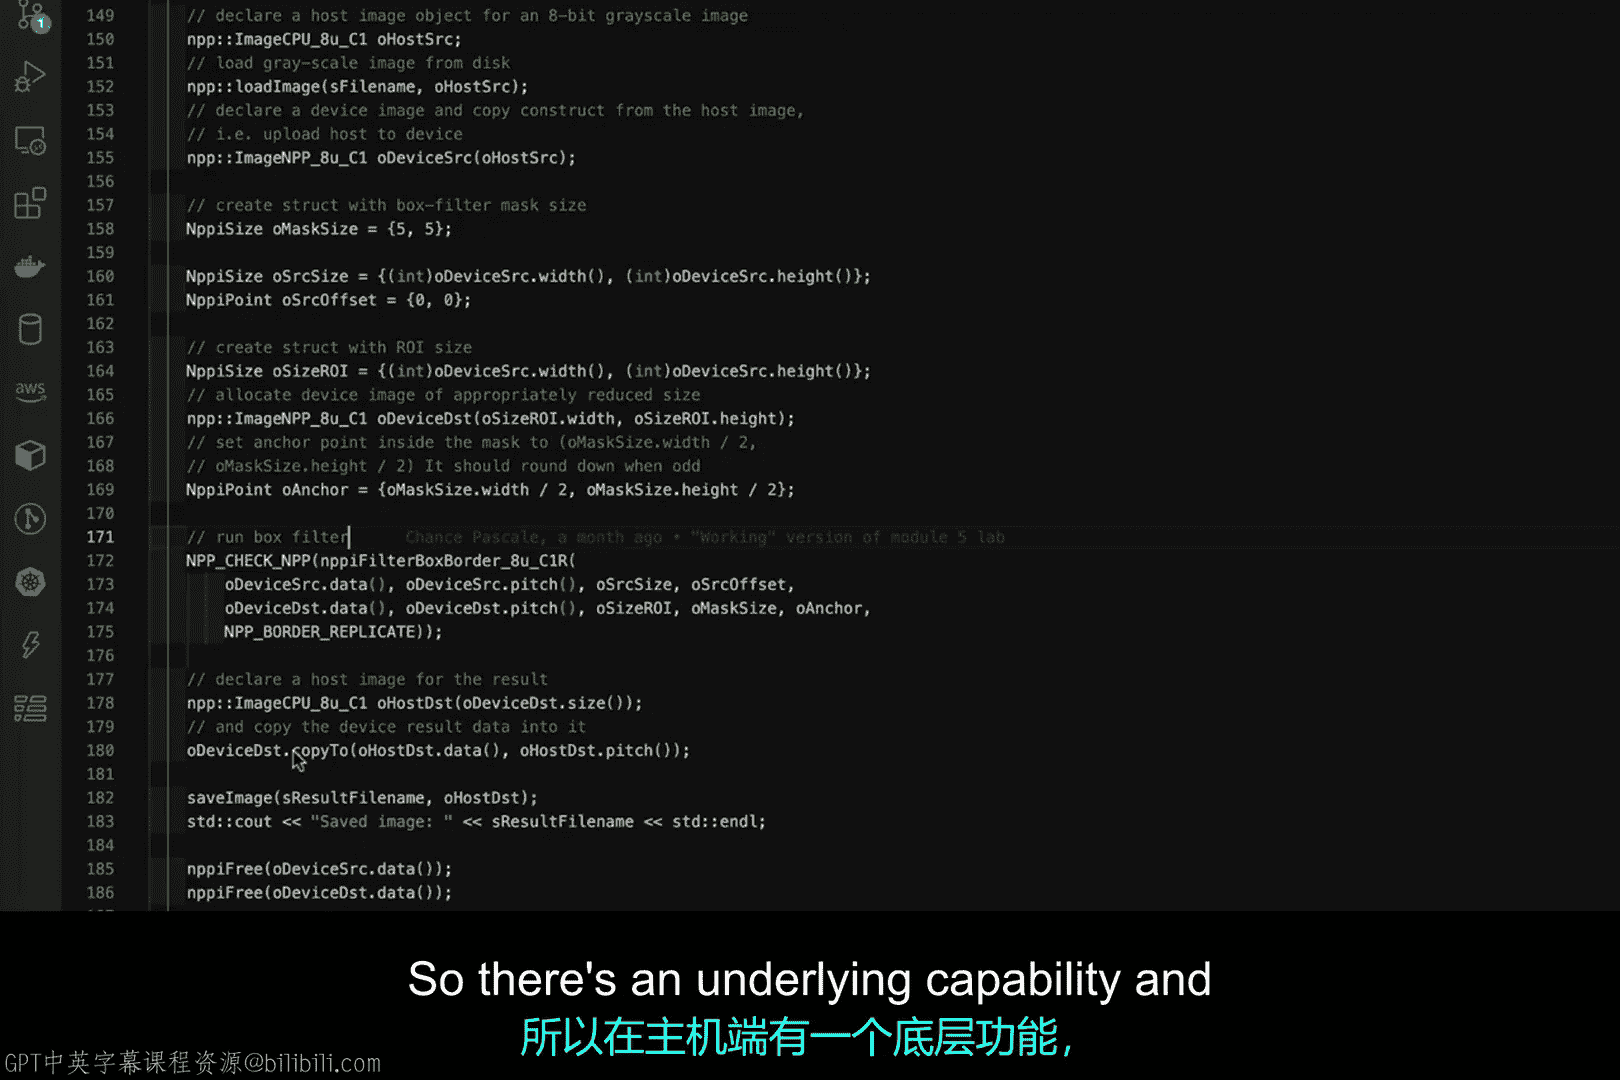 1
aws
149 // declare a host image object for an 8-bit grayscale image
150 npp::ImageCPU_8u_C1 oHostSrc;
151 // load gray-scale image from disk
152 npp::loadImage(sFilename, oHostSrc);
153 // declare a device image and copy construct from the host image,
154 // i.e. upload host to device
155 npp::ImageNPP_8u_C1 oDeviceSrc(oHostSrc);
156
157 // create struct with box-filter mask size
158 NppiSize oMaskSize = {5, 5};
159
160 NppiSize oSrcSize = {(int)oDeviceSrc.width(), (int)oDeviceSrc.height()};
161 NppiPoint oSrcOffset = {0, 0};
162
163 // create struct with ROI size
164 NppiSize oSizeROI = {(int)oDeviceSrc.width(), (int)oDeviceSrc.height()};
165 // allocate device image of appropriately reduced size
166 npp::ImageNPP_8u_C1 oDeviceDst(oSizeROI.width, oSizeROI.height);
167 // set anchor point inside the mask to (oMaskSize.width / 2,
168 // oMaskSize.height / 2) It should round down when odd
169 NppiPoint oAnchor = {oMaskSize.width / 2, oMaskSize.height / 2};
170
171 // run box filter Chance Pascale, a month ago • "Working" version of module 5 lab
172 NPP_CHECK_NPP(nppiFilterBoxBorder_8u_C1R(
173 oDeviceSrc.data(), oDeviceSrc.pitch(), oSrcSize, oSrcOffset,
174 oDeviceDst.data(), oDeviceDst.pitch(), oSizeROI, oMaskSize, oAnchor,
175 NPP_BORDER_REPLICATE));
176
177 // declare a host image for the result
178 npp::ImageCPU_8u_C1 oHostDst(oDeviceDst.size());
179 // and copy the device result data into it
180 oDeviceDst.copyTo(oHostDst.data(), oHostDst.pitch());
181
182 saveImage(sResultFilename, oHostDst);
183 std::cout << "Saved image: " << sResultFilename << std::endl;
184
185 nppiFree(oDeviceSrc.data());
186 nppiFree(oDeviceDst.data());
So there's an underlying capability and
所以在主机端有一个底层功能，
GPT中英字幕课程资源@bilibili.com